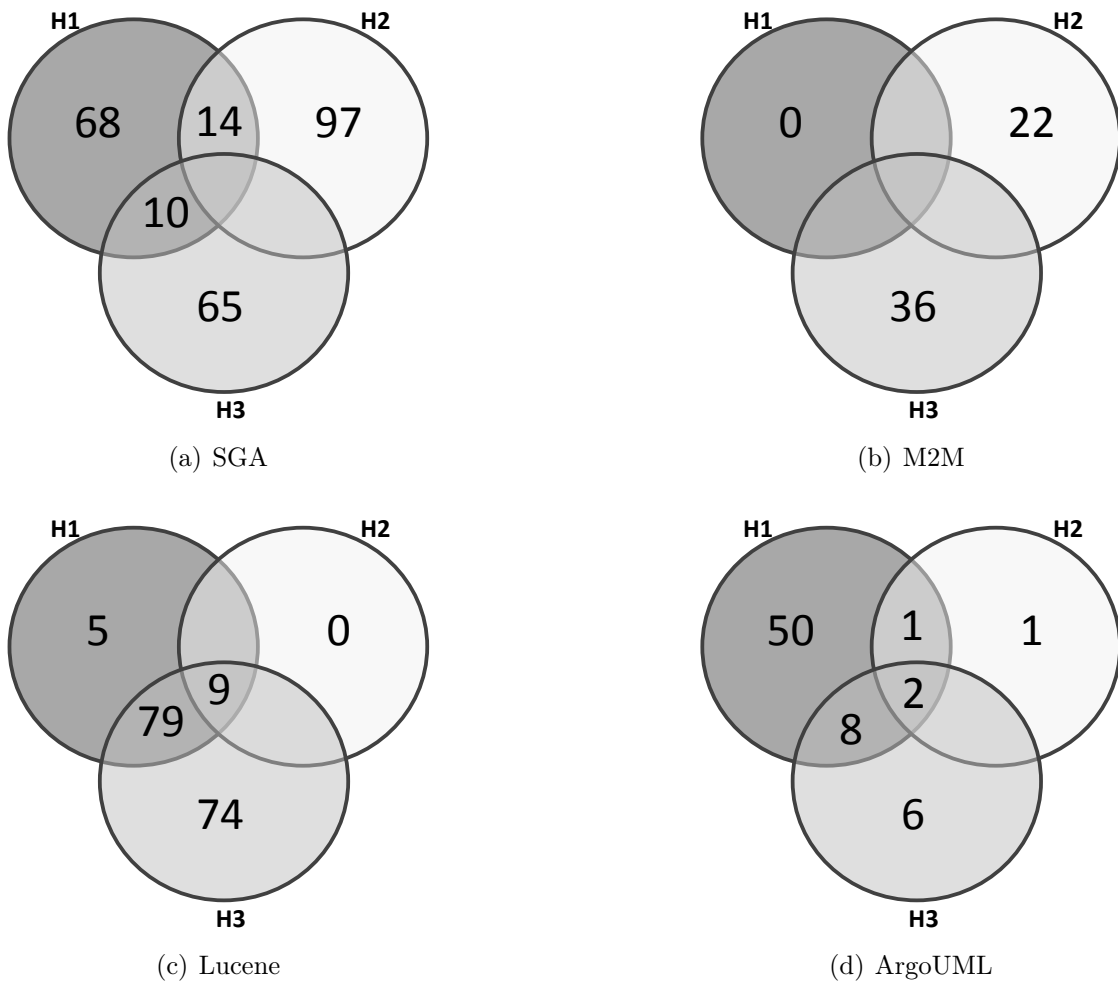 H1 H2
68 14 97
10
65
H3
(a) SGA
H1 H2
0 22
36
H3
(b) M2M
H1 H2
5 0
9
79
74
H3
(c) Lucene
H1 H2
50 1 1
2
8
6
H3
(d) ArgoUML